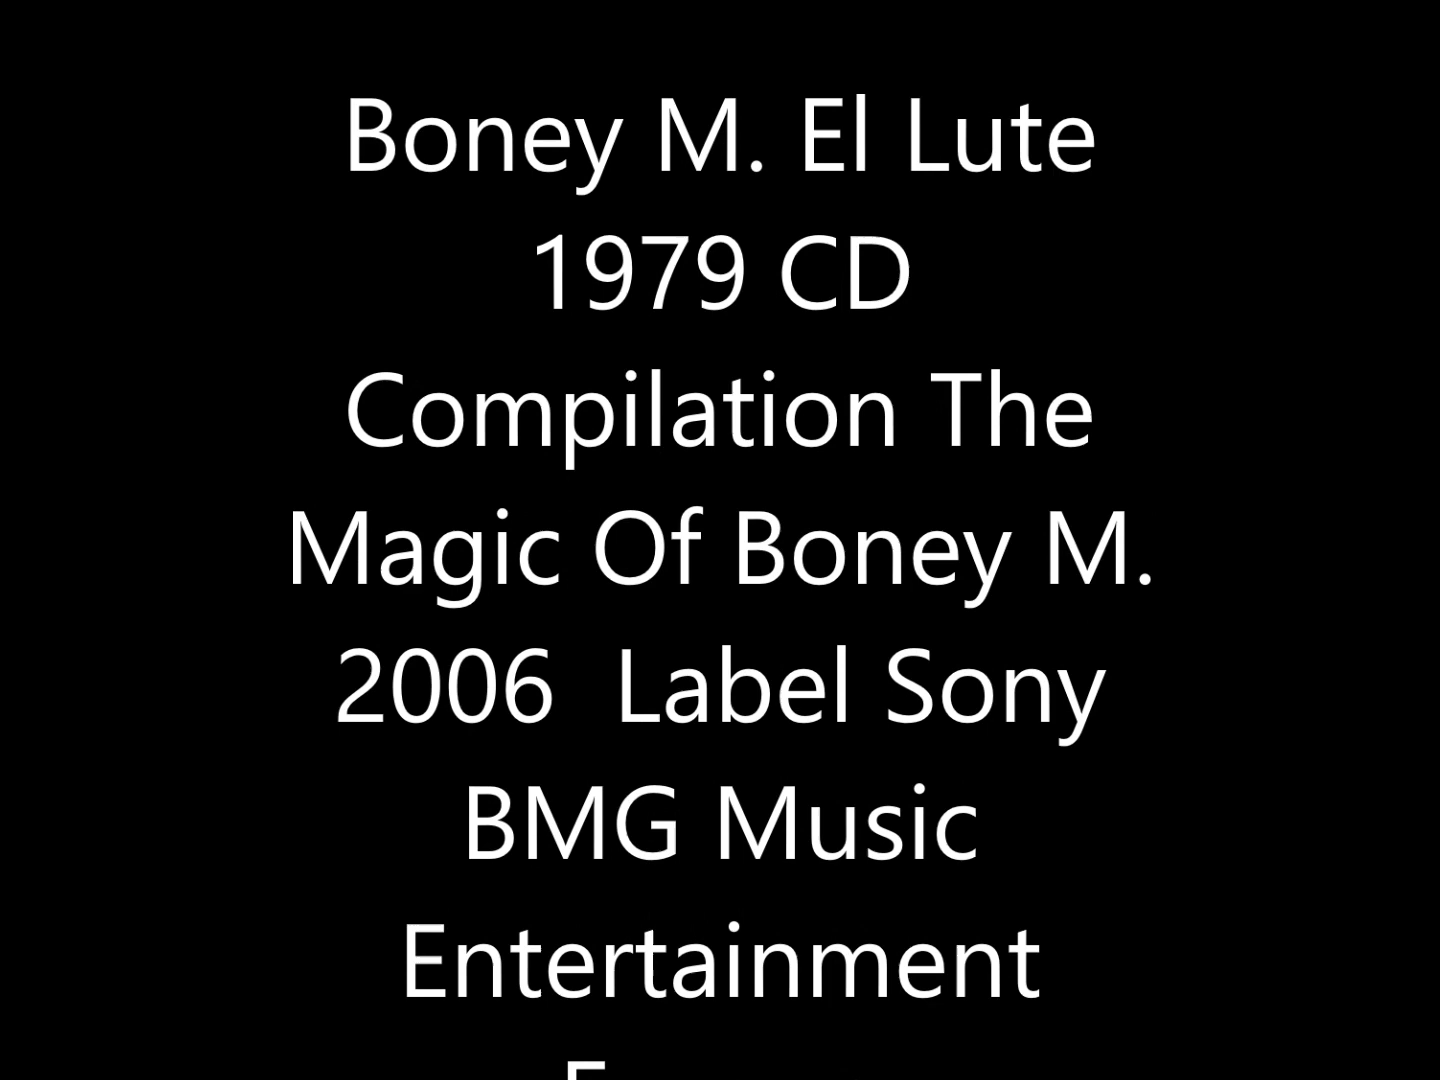 Boney M. El Lute
1979 CD
Compilation The
Magic Of Boney M.
2006  Label Sony
BMG Music
Entertainment